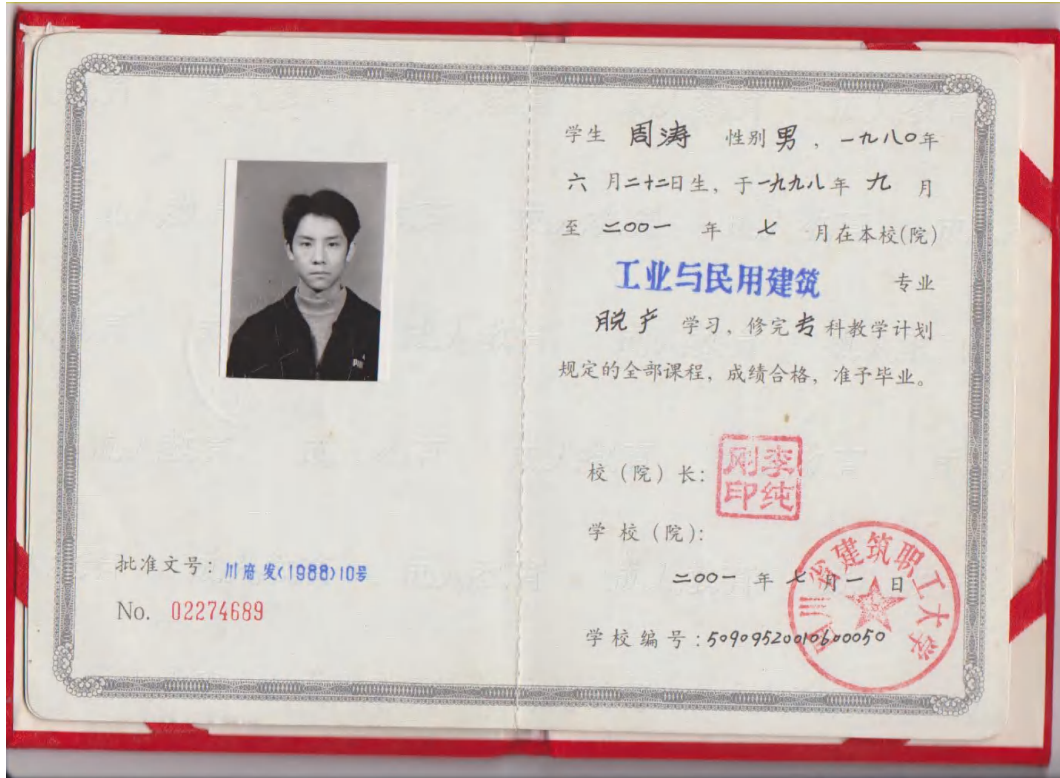 学生 周涛 性别 男 , 一九八〇年
六 月二十二日生, 于一九九八年 九 月
至 二〇〇一 年 七 月在本校(院)
工业与民用建筑 专业
脱产 学习, 修完专科教学计划
规定的全部课程, 成绩合格, 准予毕业。
校 (院) 长:
李纯
刚印
学 校 (院):
二〇〇一 年 七 月 一 日
四川省建筑职工大学
学 校 编 号 : 50909520010600050
批准文号: 川府发(1988)10号
No. 02274689